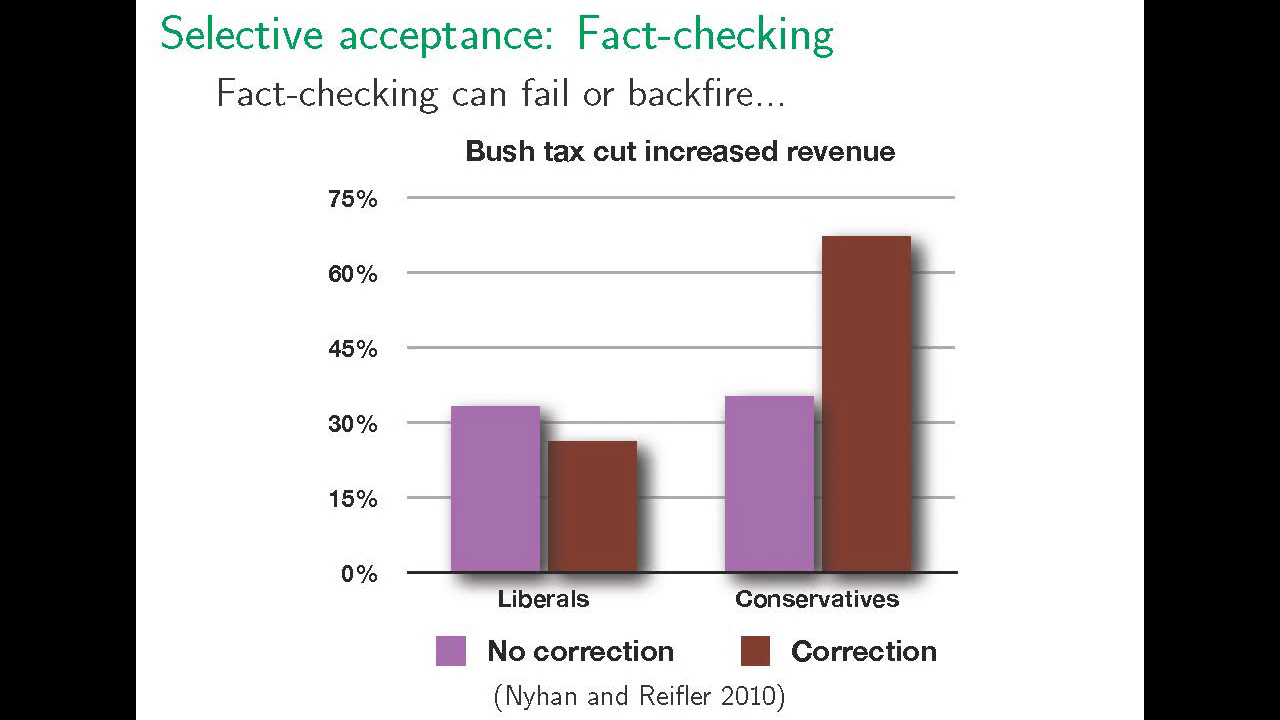 Selective acceptance: Fact-checking
Fact-checking can fail or backfire...
Bush tax cut increased revenue
75%
60%
45%
30%
15%
0%
Liberals Conservatives
No correction Correction
(Nyhan and Reifler 2010)